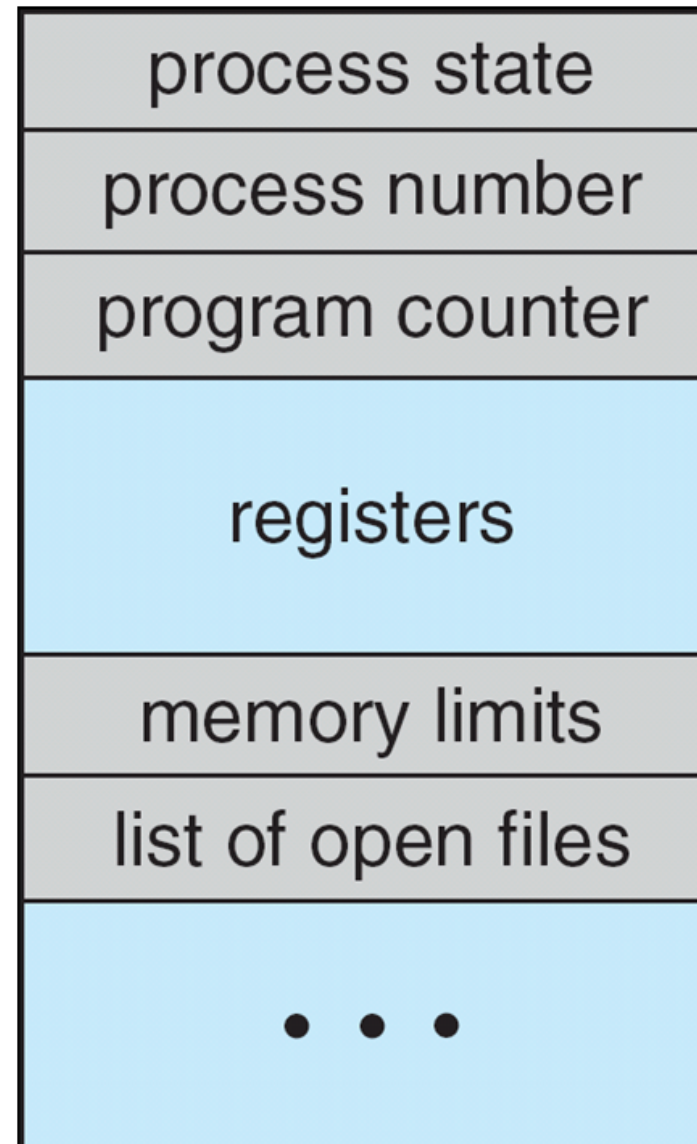 process state
process number
program counter
registers
memory limits
list of open files
• • •